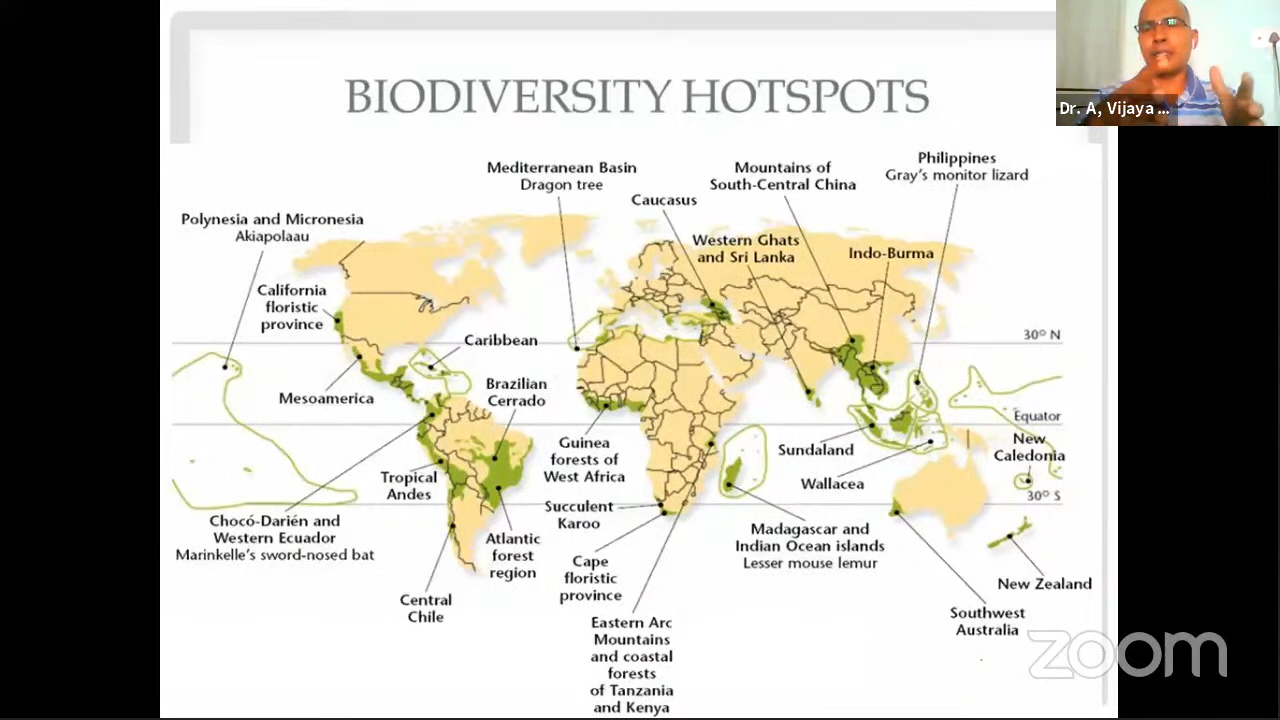 BIODIVERSITY HOTSPOTS
Dr. A, Vijaya ...
Mediterranean Basin
Dragon tree
Mountains of
South-Central China
Philippines
Gray's monitor lizard
Caucasus
Polynesia and Micronesia
Akiapolaau
Western Ghats
and Sri Lanka
Indo-Burma
California
floristic
province
30° N
Caribbean
Mesoamerica
Brazilian
Cerrado
Equator
Guinea
forests of
West Africa
Sundaland
New
Caledonia
Tropical
Andes
Wallacea
30° S
Succulent
Karoo
Chocó-Darién and
Western Ecuador
Marinkelle's sword-nosed bat
Atlantic
forest
region
Madagascar and
Indian Ocean islands
Lesser mouse lemur
Cape
floristic
province
New Zealand
Central
Chile
Southwest
Australia
Eastern Arc
Mountains
and coastal
forests
of Tanzania
and Kenya
zoom